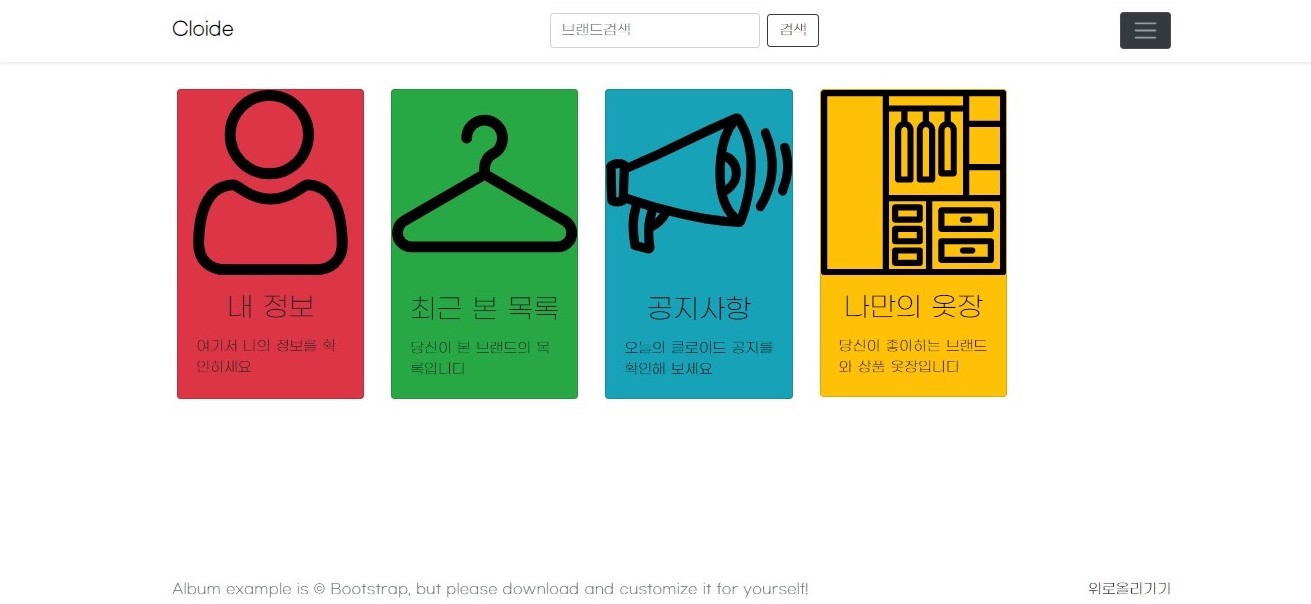 Cloide
브랜드검색
검색
내 정보
여기서 나의 정보를 확
인하세요
최근 본 목록
당신이 본 브랜드의 목
록입니다
공지사항
오늘의 클로이드 공지를
확인해 보세요
나만의 옷장
당신이 좋아하는 브랜드
와 상품 옷장입니다
Album example is © Bootstrap, but please download and customize it for yourself!
위로올라가기